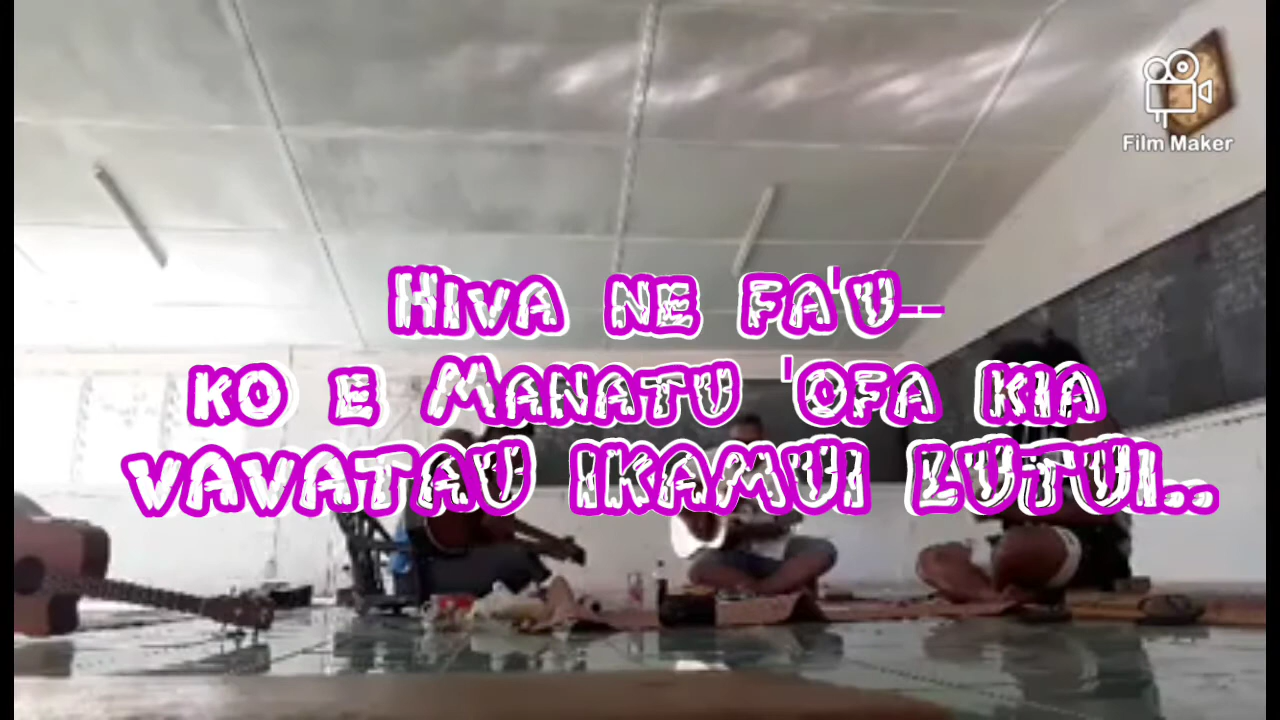 Film Maker
Hiva ne fa'u--
ko e Manatu 'ofa kia
vavatau ikamui lutui..